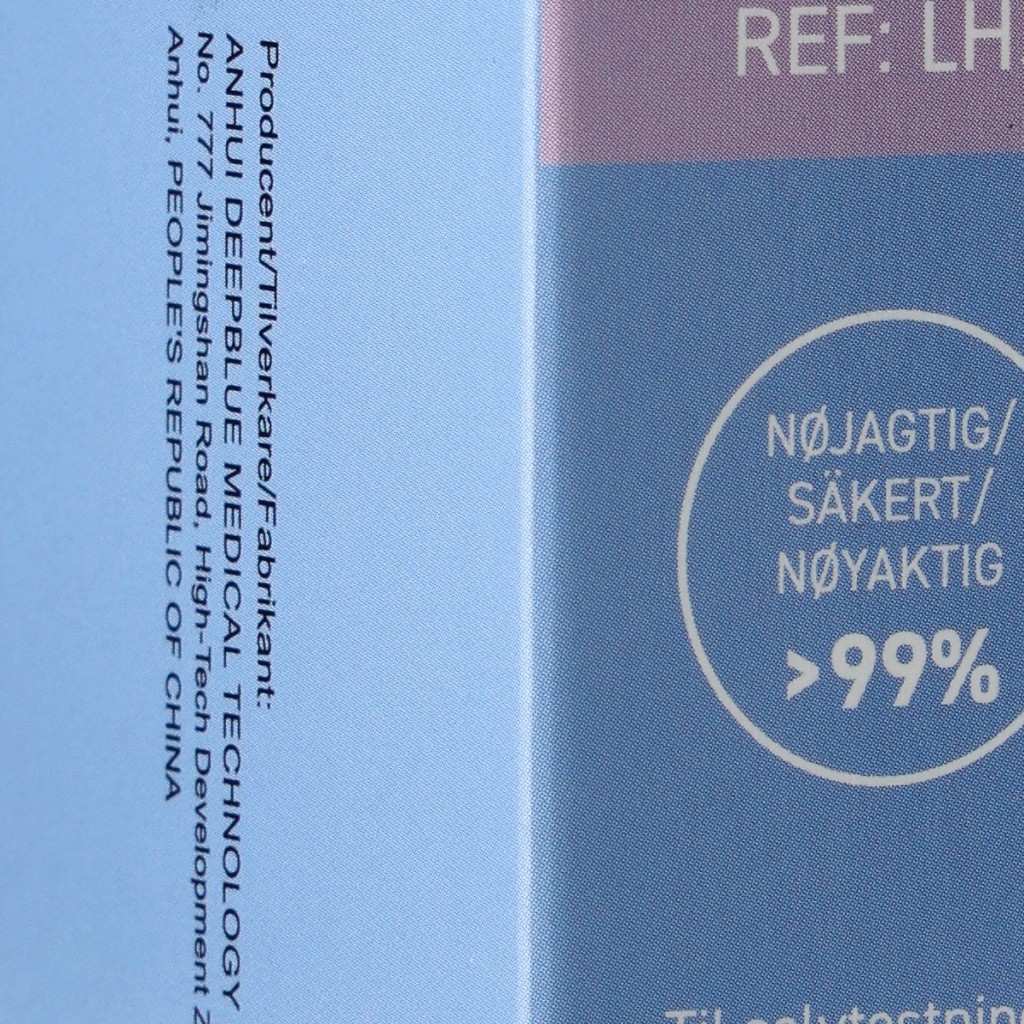 Producent/Tilverkare/Fabrikant:
ANHUI DEEPBLUE MEDICAL TECHNOLOGY
No. 777 Jimingshan Road, High-Tech Development
Anhui, PEOPLE'S REPUBLIC OF CHINA
REF: LH
NØJAGTIG/
SÄKERT/
NØYAKTIG
>99%
Til